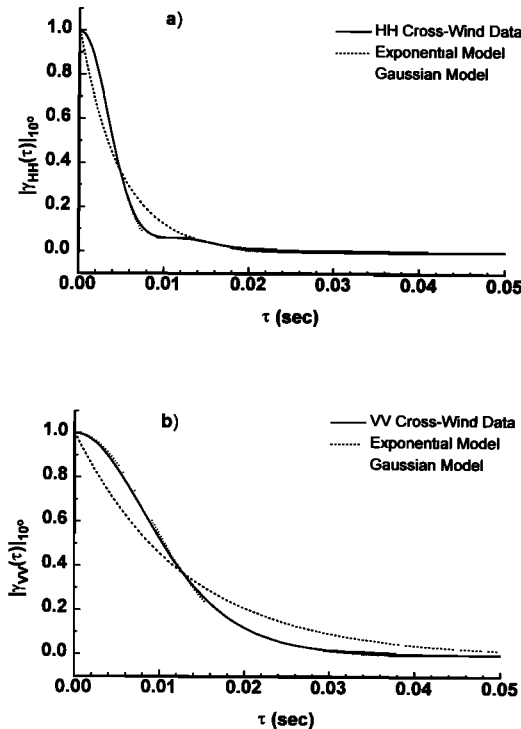 a)
HH Cross-Wind Data
Exponential Model
Gaussian Model
|γHH(τ)|10°
1.0
0.8
0.6
0.4
0.2
0.0
0.00 0.01 0.02 0.03 0.04 0.05
τ (sec)
b)
VV Cross-Wind Data
Exponential Model
Gaussian Model
|γVV(τ)|10°
1.0
0.8
0.6
0.4
0.2
0.0
0.00 0.01 0.02 0.03 0.04 0.05
τ (sec)